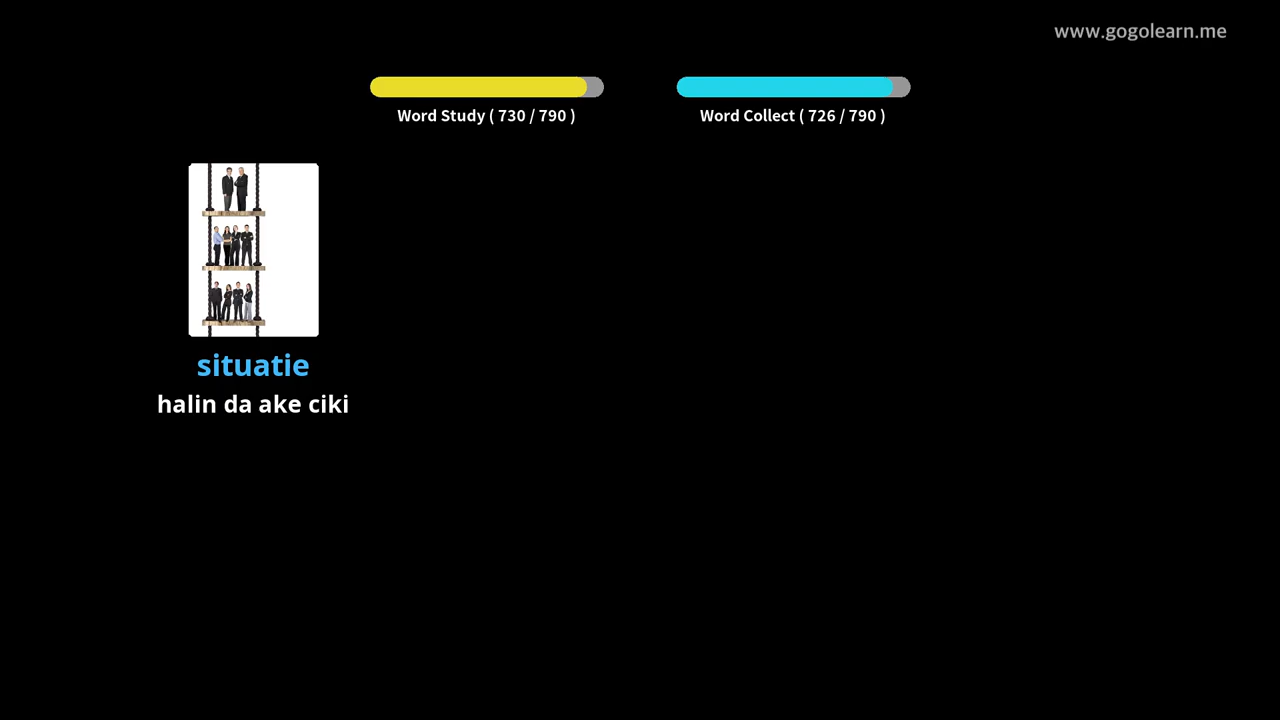 www.gogolearn.me
Word Study ( 730 / 790 )
Word Collect ( 726 / 790 )
situatie
halin da ake ciki